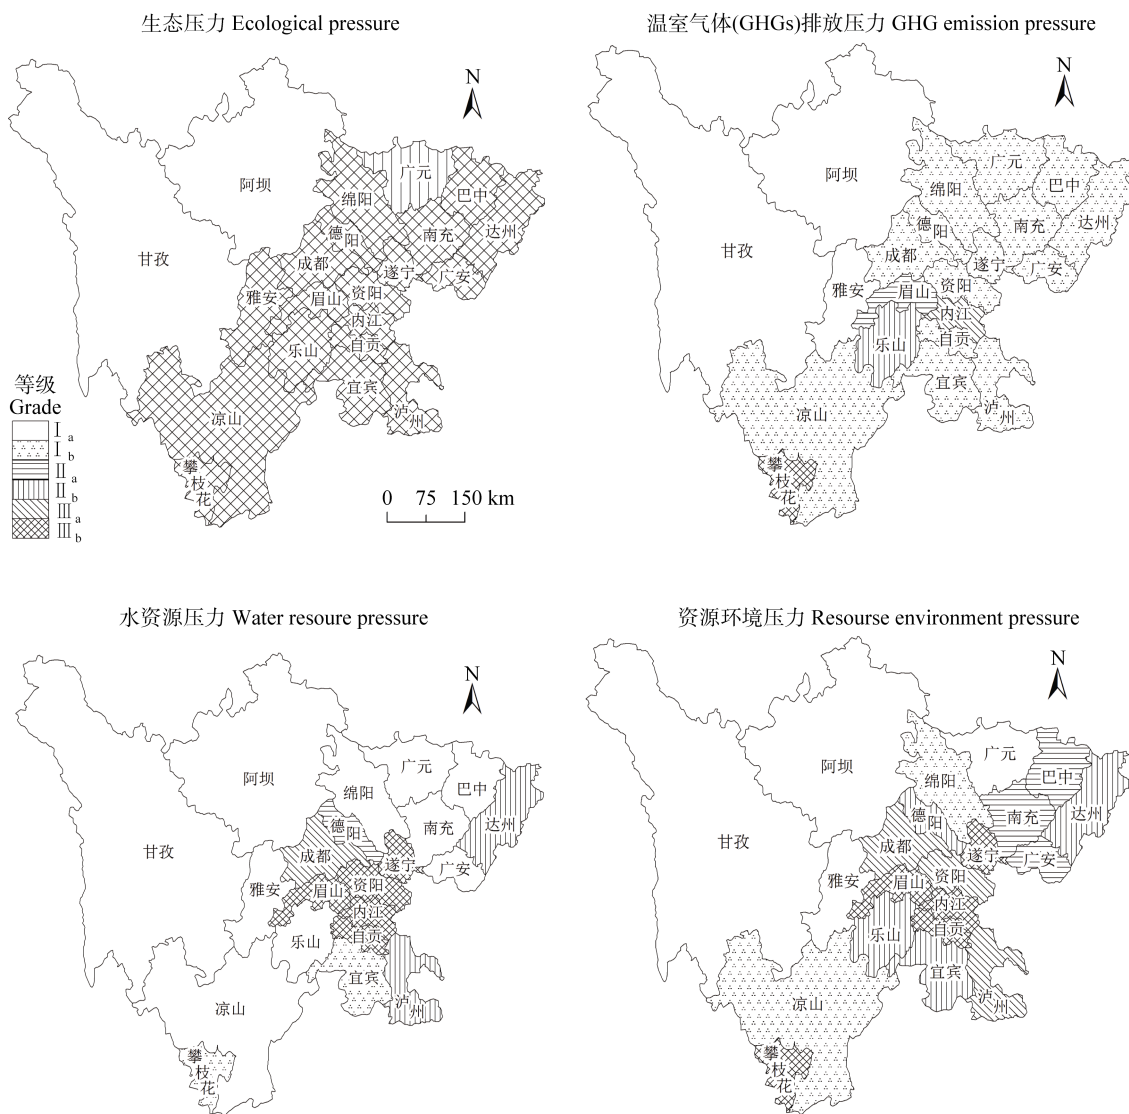 生态压力 Ecological pressure
N
阿坝
甘孜
广元
绵阳
巴中
德阳
南充
达州
成都
遂宁
广安
雅安
眉山
资阳
内江
乐山
自贡
宜宾
凉山
泸州
攀枝花
等级
Grade
Ⅰa
Ⅰb
Ⅱa
Ⅱb
Ⅲa
Ⅲb
0 75 150 km
温室气体(GHGs)排放压力 GHG emission pressure
N
阿坝
甘孜
广元
绵阳
巴中
德阳
南充
达州
成都
遂宁
广安
雅安
眉山
资阳
内江
乐山
自贡
宜宾
凉山
泸州
攀枝花
水资源压力 Water resoure pressure
N
阿坝
甘孜
广元
绵阳
巴中
德阳
南充
达州
成都
遂宁
广安
雅安
眉山
资阳
内江
乐山
自贡
宜宾
凉山
泸州
攀枝花
资源环境压力 Resourse environment pressure
N
阿坝
甘孜
广元
绵阳
巴中
德阳
南充
达州
成都
遂宁
广安
雅安
眉山
资阳
内江
乐山
自贡
宜宾
凉山
泸州
攀枝花